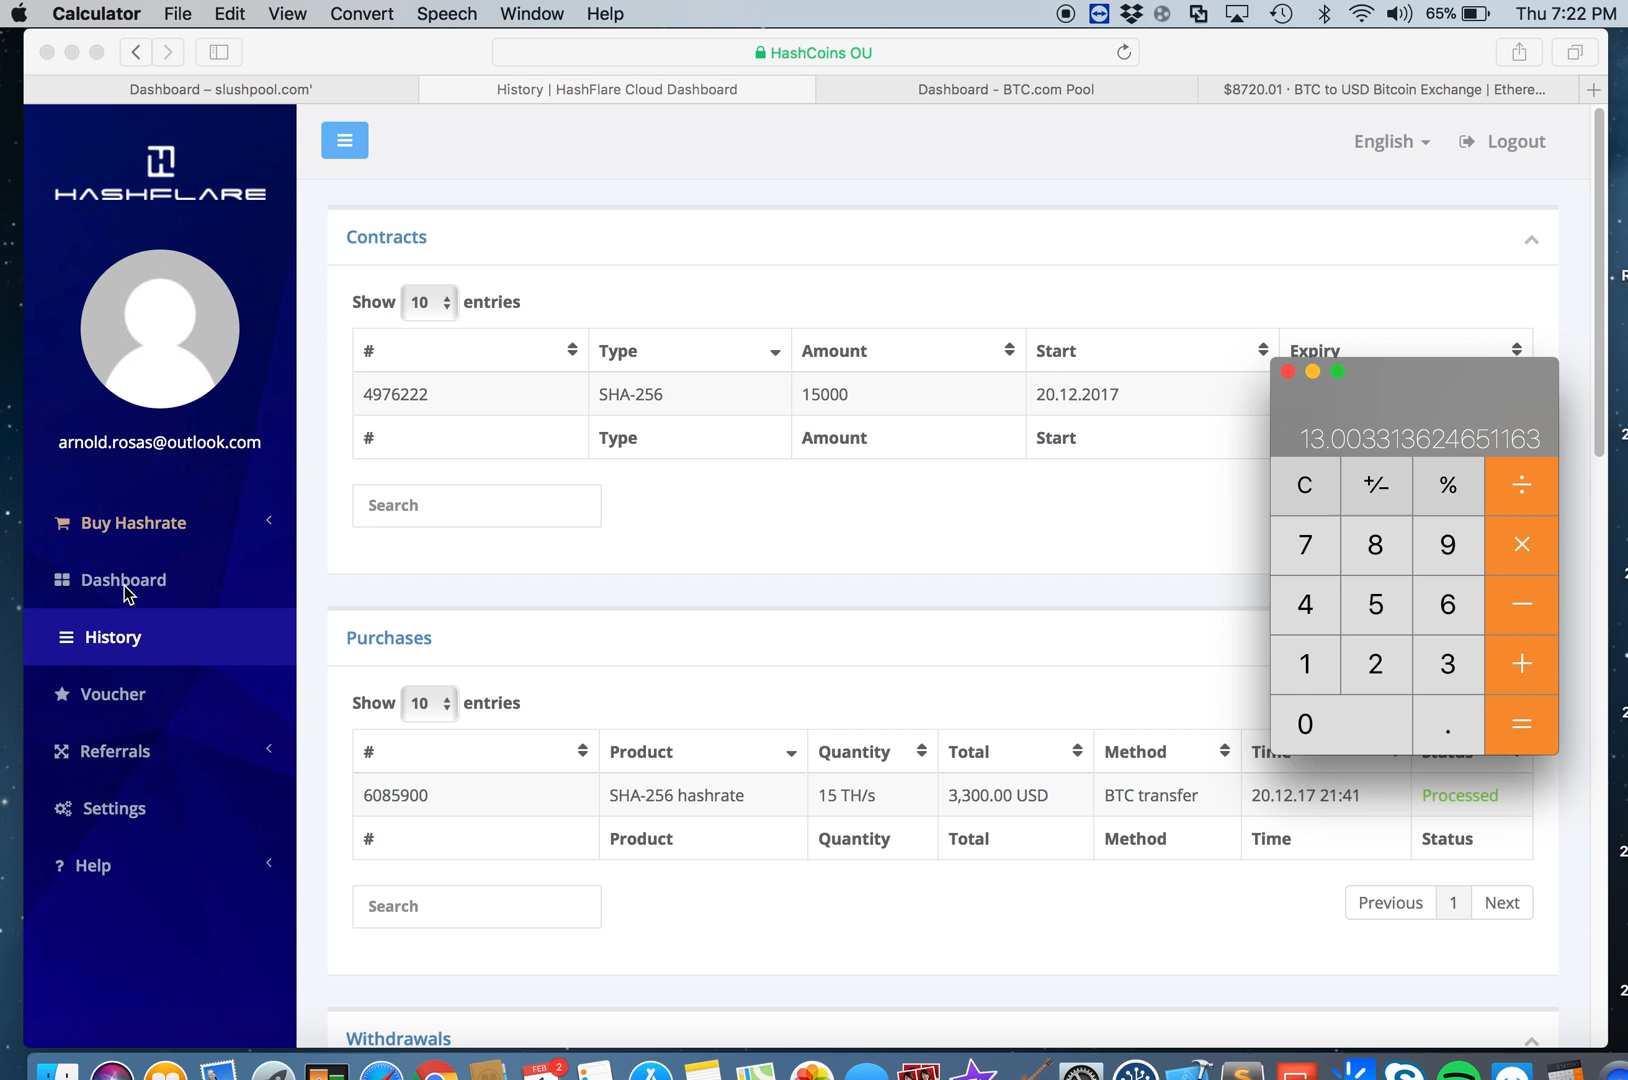 Calculator File Edit View Convert Speech Window Help 65% Thu 7:22 PM
HashCoins OU
Dashboard – slushpool.com' History | HashFlare Cloud Dashboard Dashboard - BTC.com Pool $8720.01 · BTC to USD Bitcoin Exchange | Ethere...
HASHFLARE
English Logout
arnold.rosas@outlook.com
Buy Hashrate
Dashboard
History
Voucher
Referrals
Settings
? Help
Contracts
Show 10 entries
# Type Amount Start Expiry
4976222 SHA-256 15000 20.12.2017
# Type Amount Start
Search
13.003313624651163
C +/− % ÷
7 8 9 ×
4 5 6 −
1 2 3 +
0 . =
Purchases
Show 10 entries
# Product Quantity Total Method Time Status
6085900 SHA-256 hashrate 15 TH/s 3,300.00 USD BTC transfer 20.12.17 21:41 Processed
# Product Quantity Total Method Time Status
Search
Previous 1 Next
Withdrawals
FEB 2